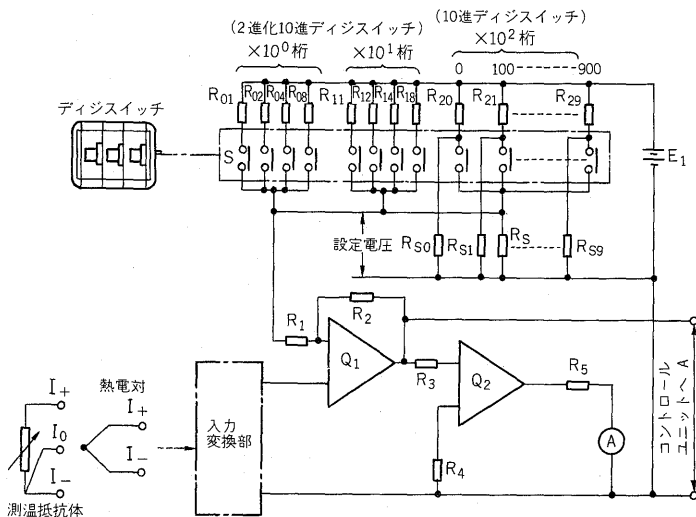 (2進化10進ディジスイッチ) (10進ディジスイッチ)
×10⁰桁 ×10¹桁 ×10²桁
0 100 900
ディジスイッチ
R01 R02 R04 R08 R11 R12 R14 R18 R20 R21 R29
S
E1
設定電圧
RS0 RS1 RS RS9
R1 R2
Q1
R3
Q2
R5
R4
A
コントロール
ユニットへ A
熱電対
I+
I+
I0
I−
I−
測温抵抗体
入力
変換部